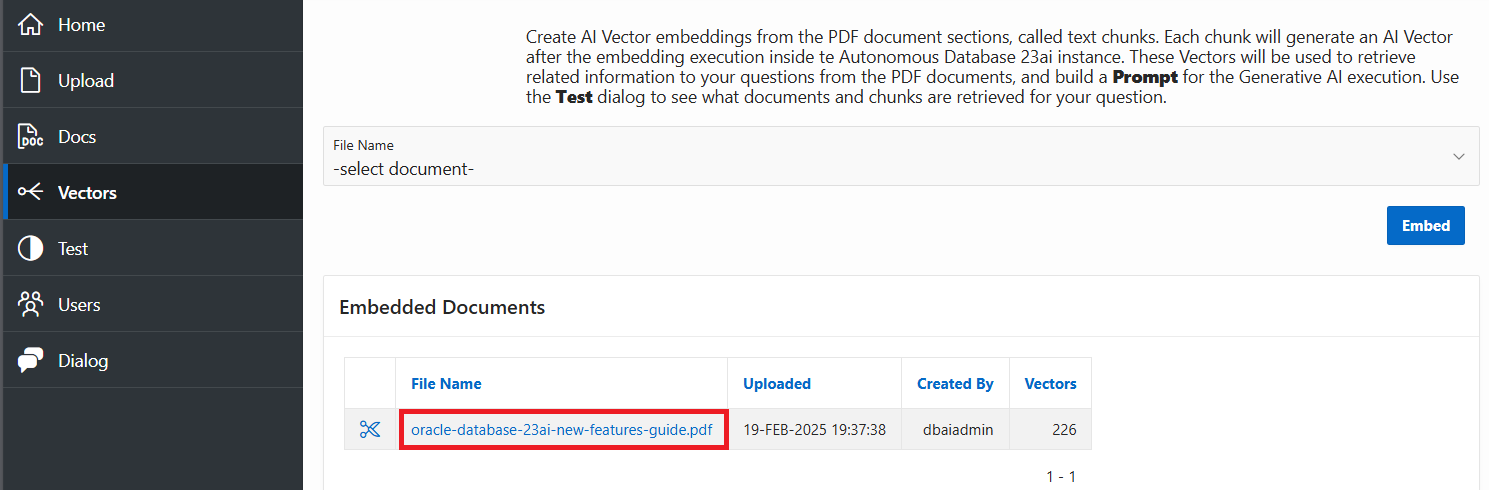 Home
Upload
DOC
Docs
Vectors
Test
Users
Dialog
Create AI Vector embeddings from the PDF document sections, called text chunks. Each chunk will generate an AI Vector
after the embedding execution inside te Autonomous Database 23ai instance. These Vectors will be used to retrieve
related information to your questions from the PDF documents, and build a Prompt for the Generative AI execution. Use
the Test dialog to see what documents and chunks are retrieved for your question.
File Name
-select document-
Embed
Embedded Documents
File Name Uploaded Created By Vectors
oracle-database-23ai-new-features-guide.pdf 19-FEB-2025 19:37:38 dbaiadmin 226
1 - 1